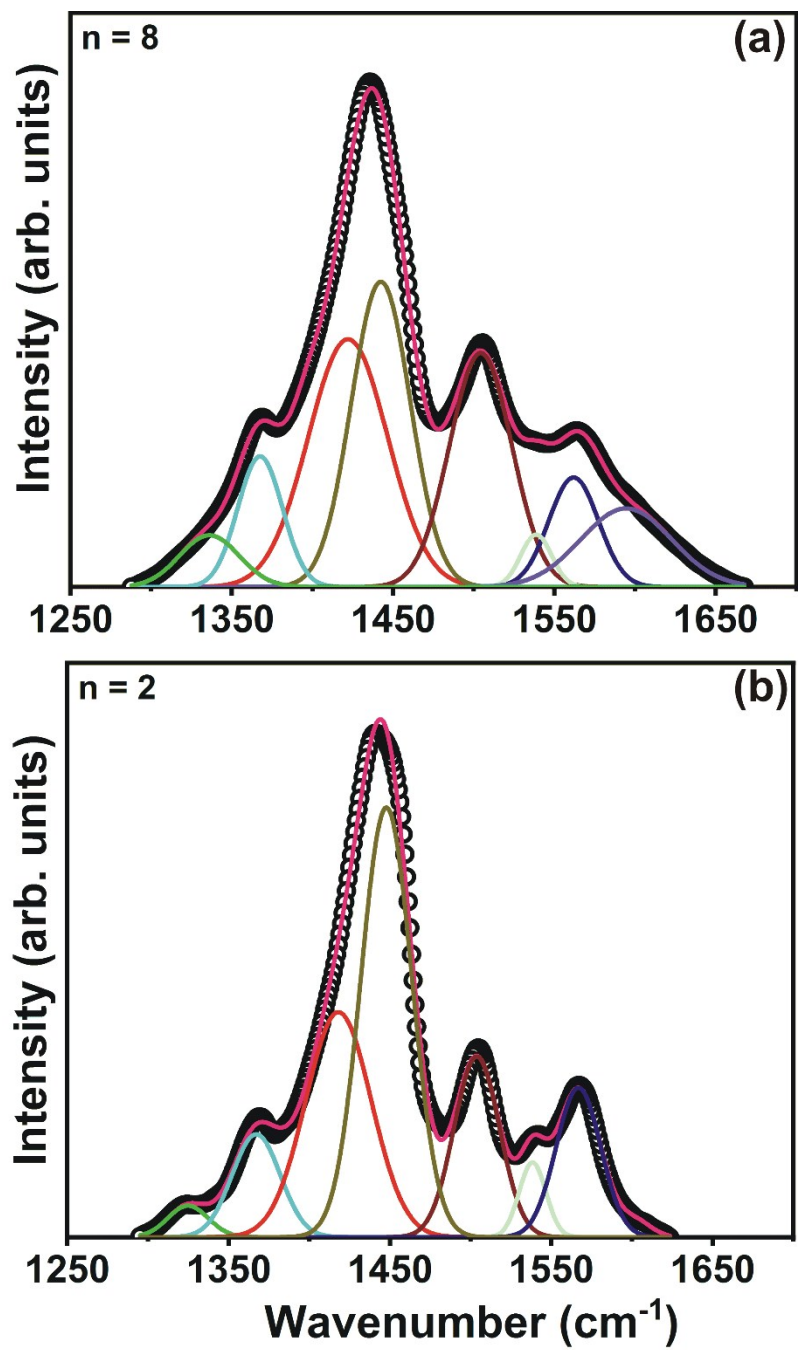 n = 8
(a)
Intensity (arb. units)
1250 1350 1450 1550 1650
n = 2
(b)
Intensity (arb. units)
1250 1350 1450 1550 1650
Wavenumber (cm⁻¹)